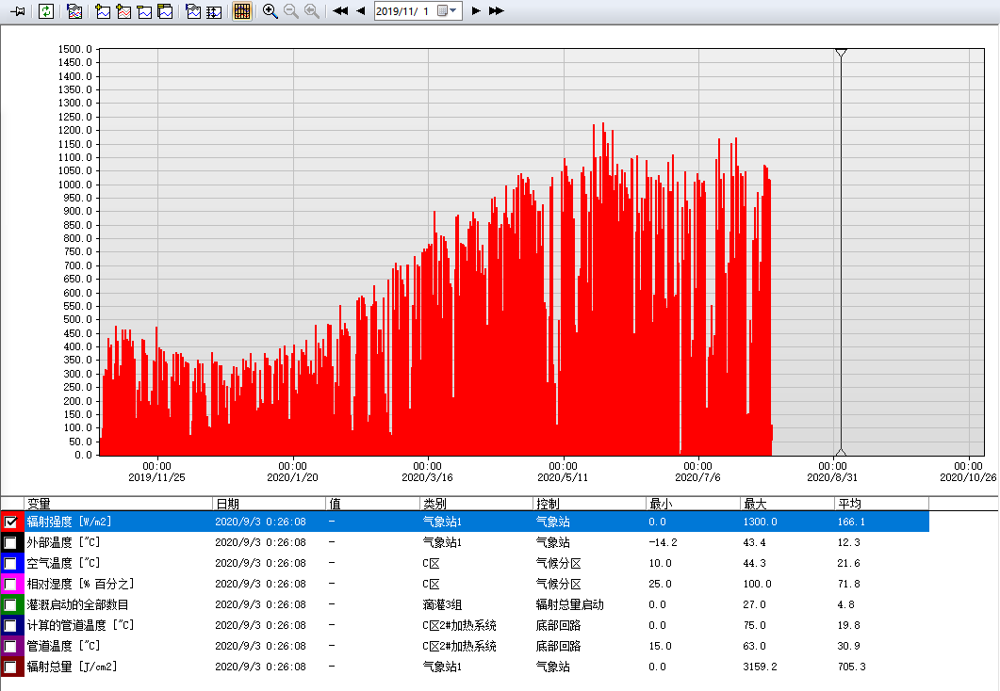 2019/11/ 1
1500.0
1450.0
1400.0
1350.0
1300.0
1250.0
1200.0
1150.0
1100.0
1050.0
1000.0
950.0
900.0
850.0
800.0
750.0
700.0
650.0
600.0
550.0
500.0
450.0
400.0
350.0
300.0
250.0
200.0
150.0
100.0
50.0
0.0
00:00 00:00 00:00 00:00 00:00 00:00 00:00
2019/11/25 2020/1/20 2020/3/16 2020/5/11 2020/7/6 2020/8/31 2020/10/26
变量 日期 值 类别 控制 最小 最大 平均
辐射强度 [W/m2] 2020/9/3 0:26:08 - 气象站1 气象站 0.0 1300.0 166.1
外部温度 [°C] 2020/9/3 0:26:08 - 气象站1 气象站 -14.2 43.4 12.3
空气温度 [°C] 2020/9/3 0:26:08 - C区 气候分区 10.0 44.3 21.6
相对湿度 [% 百分之] 2020/9/3 0:26:08 - C区 气候分区 25.0 100.0 71.8
灌溉启动的全部数目 2020/9/3 0:26:08 - 滴灌3组 辐射总量启动 0.0 27.0 4.8
计算的管道温度 [°C] 2020/9/3 0:26:08 - C区2#加热系统 底部回路 0.0 75.0 19.8
管道温度 [°C] 2020/9/3 0:26:08 - C区2#加热系统 底部回路 15.0 63.0 30.9
辐射总量 [J/cm2] 2020/9/3 0:26:08 - 气象站1 气象站 0.0 3159.2 705.3